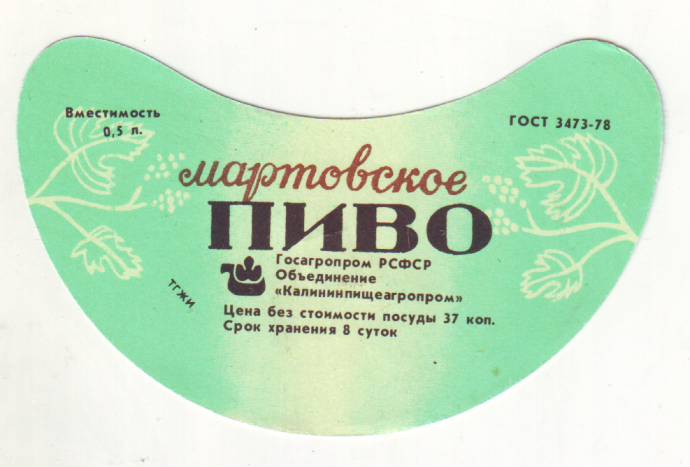 Вместимость
0,5 л.
ГОСТ 3473-78
мартовское
ПИВО
Госагропром РСФСР
Объединение
«Калининпищеагропром»
ТГЖИ
Цена без стоимости посуды 37 коп.
Срок хранения 8 суток